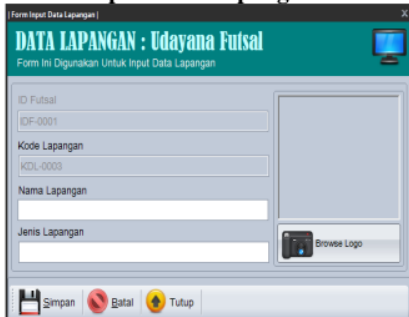 | Form Input Data Lapangan |
X
DATA LAPANGAN : Udayana Futsal
Form Ini Digunakan Untuk Input Data Lapangan
ID Futsal
IDF-0001
Kode Lapangan
KDL-0003
Nama Lapangan
Jenis Lapangan
Browse Logo
Simpan Batal Tutup